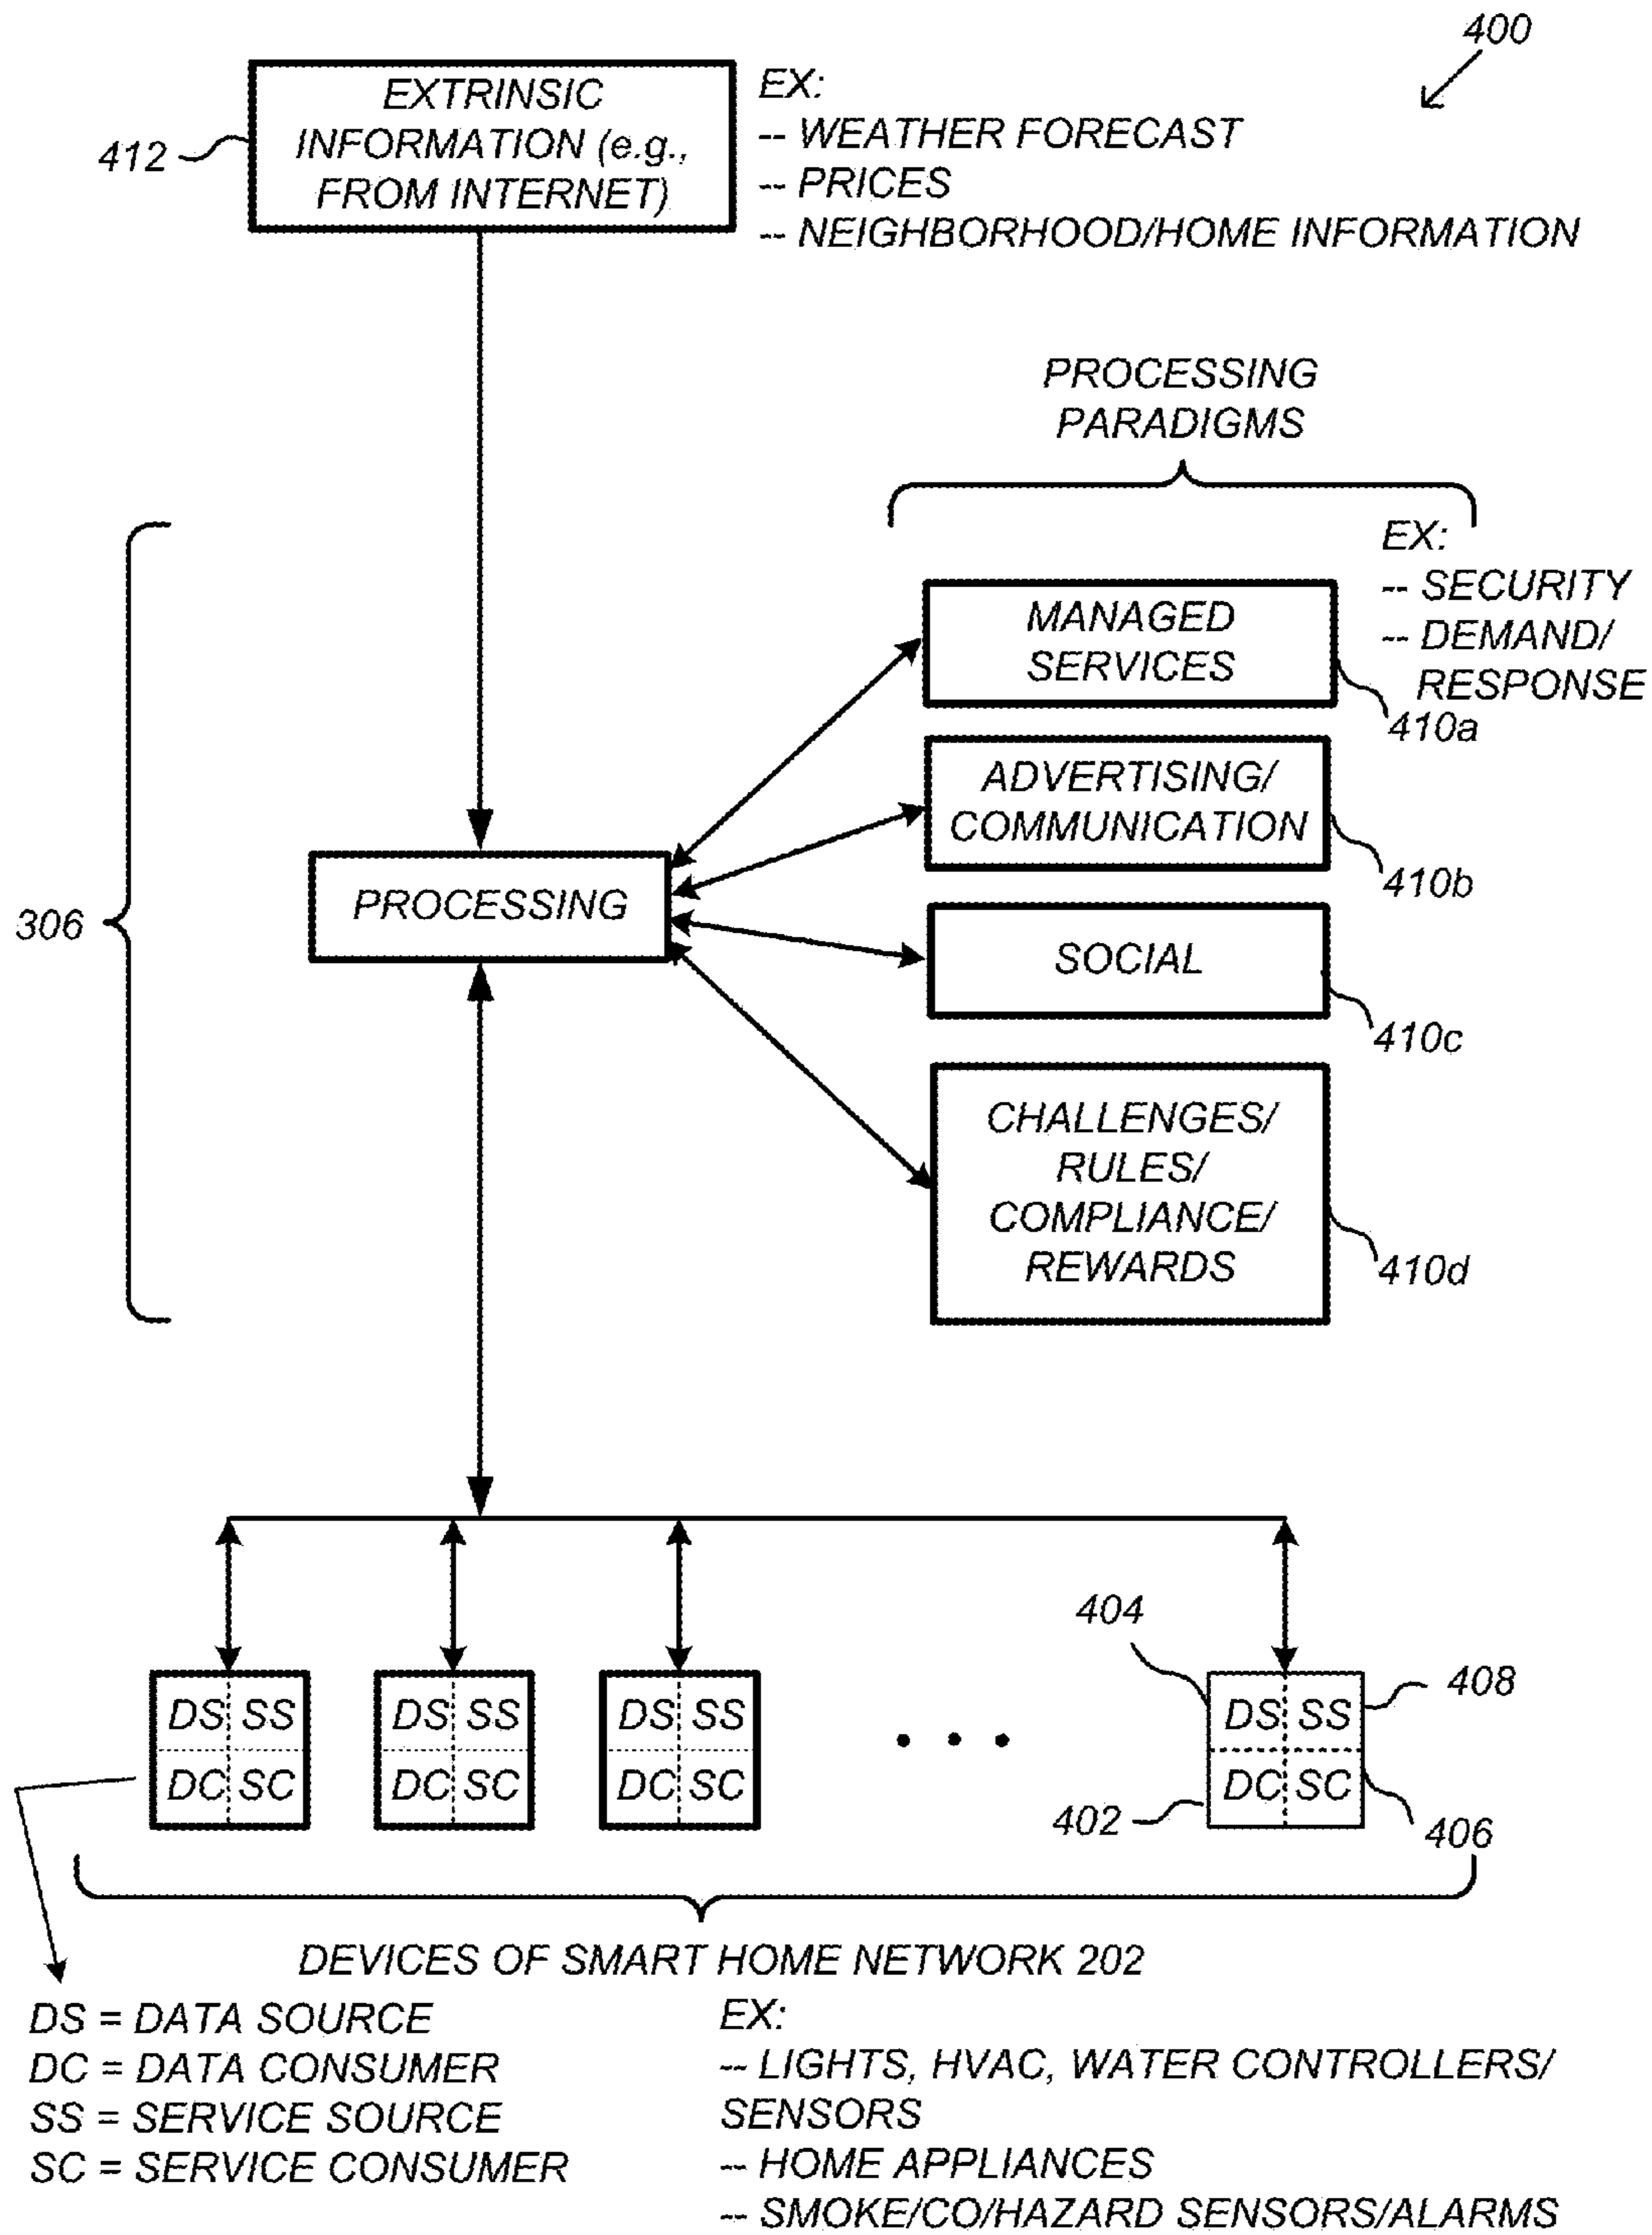 400
EXTRINSIC
INFORMATION (e.g.,
FROM INTERNET)
412
EX:
-- WEATHER FORECAST
-- PRICES
-- NEIGHBORHOOD/HOME INFORMATION
PROCESSING
PARADIGMS
EX:
-- SECURITY
-- DEMAND/
RESPONSE
MANAGED
SERVICES
410a
ADVERTISING/
COMMUNICATION
410b
306
PROCESSING
SOCIAL
410c
CHALLENGES/
RULES/
COMPLIANCE/
REWARDS
410d
404
408
DS SS
DC SC
DS SS
DC SC
DS SS
DC SC
DS SS
DC SC
402
406
DEVICES OF SMART HOME NETWORK 202
DS = DATA SOURCE
DC = DATA CONSUMER
SS = SERVICE SOURCE
SC = SERVICE CONSUMER
EX:
-- LIGHTS, HVAC, WATER CONTROLLERS/
SENSORS
-- HOME APPLIANCES
-- SMOKE/CO/HAZARD SENSORS/ALARMS